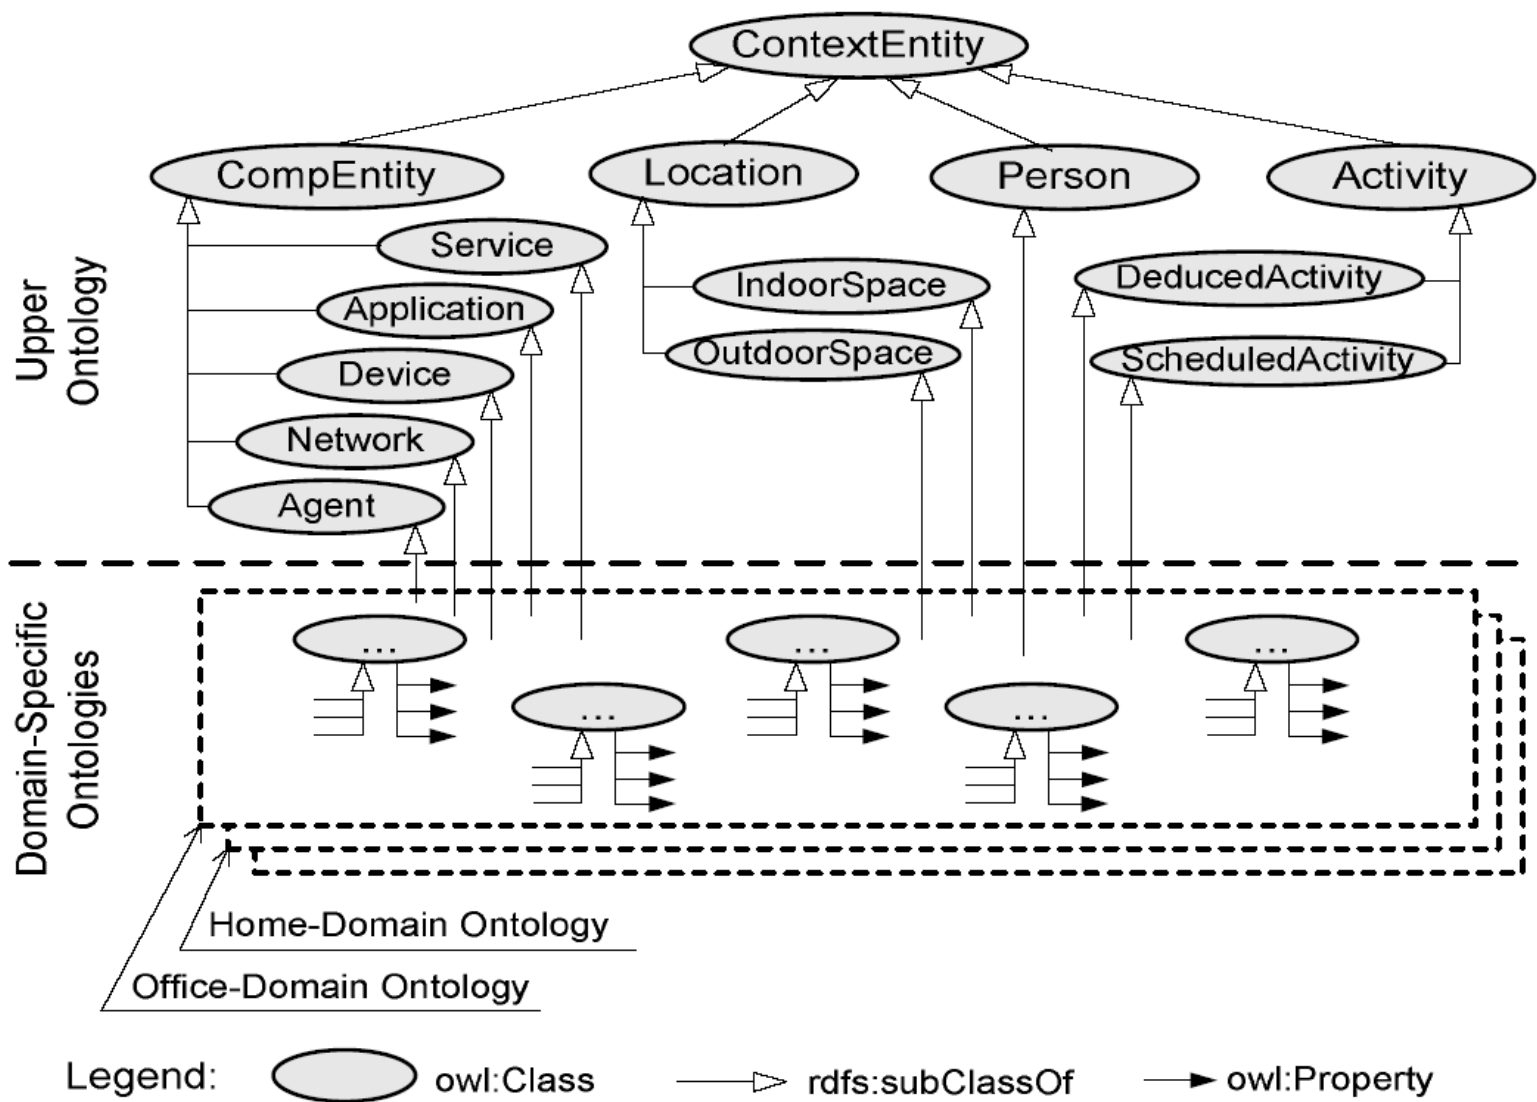 ContextEntity
CompEntity
Location
Person
Activity
Service
Application
Device
Network
Agent
IndoorSpace
OutdoorSpace
DeducedActivity
ScheduledActivity
Upper
Ontology
Domain-Specific
Ontologies
...
...
...
...
...
Home-Domain Ontology
Office-Domain Ontology
Legend:
owl:Class
rdfs:subClassOf
owl:Property